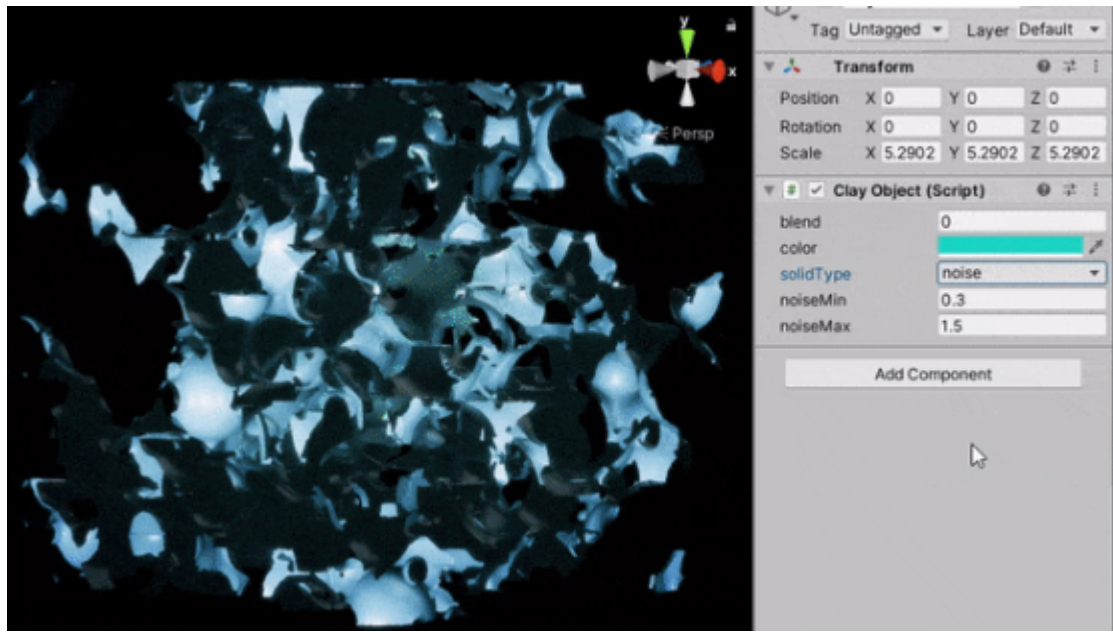 y
x
Persp
Tag Untagged Layer Default
Transform
Position X 0 Y 0 Z 0
Rotation X 0 Y 0 Z 0
Scale X 5.2902 Y 5.2902 Z 5.2902
# Clay Object (Script)
blend 0
color
solidType noise
noiseMin 0.3
noiseMax 1.5
Add Component